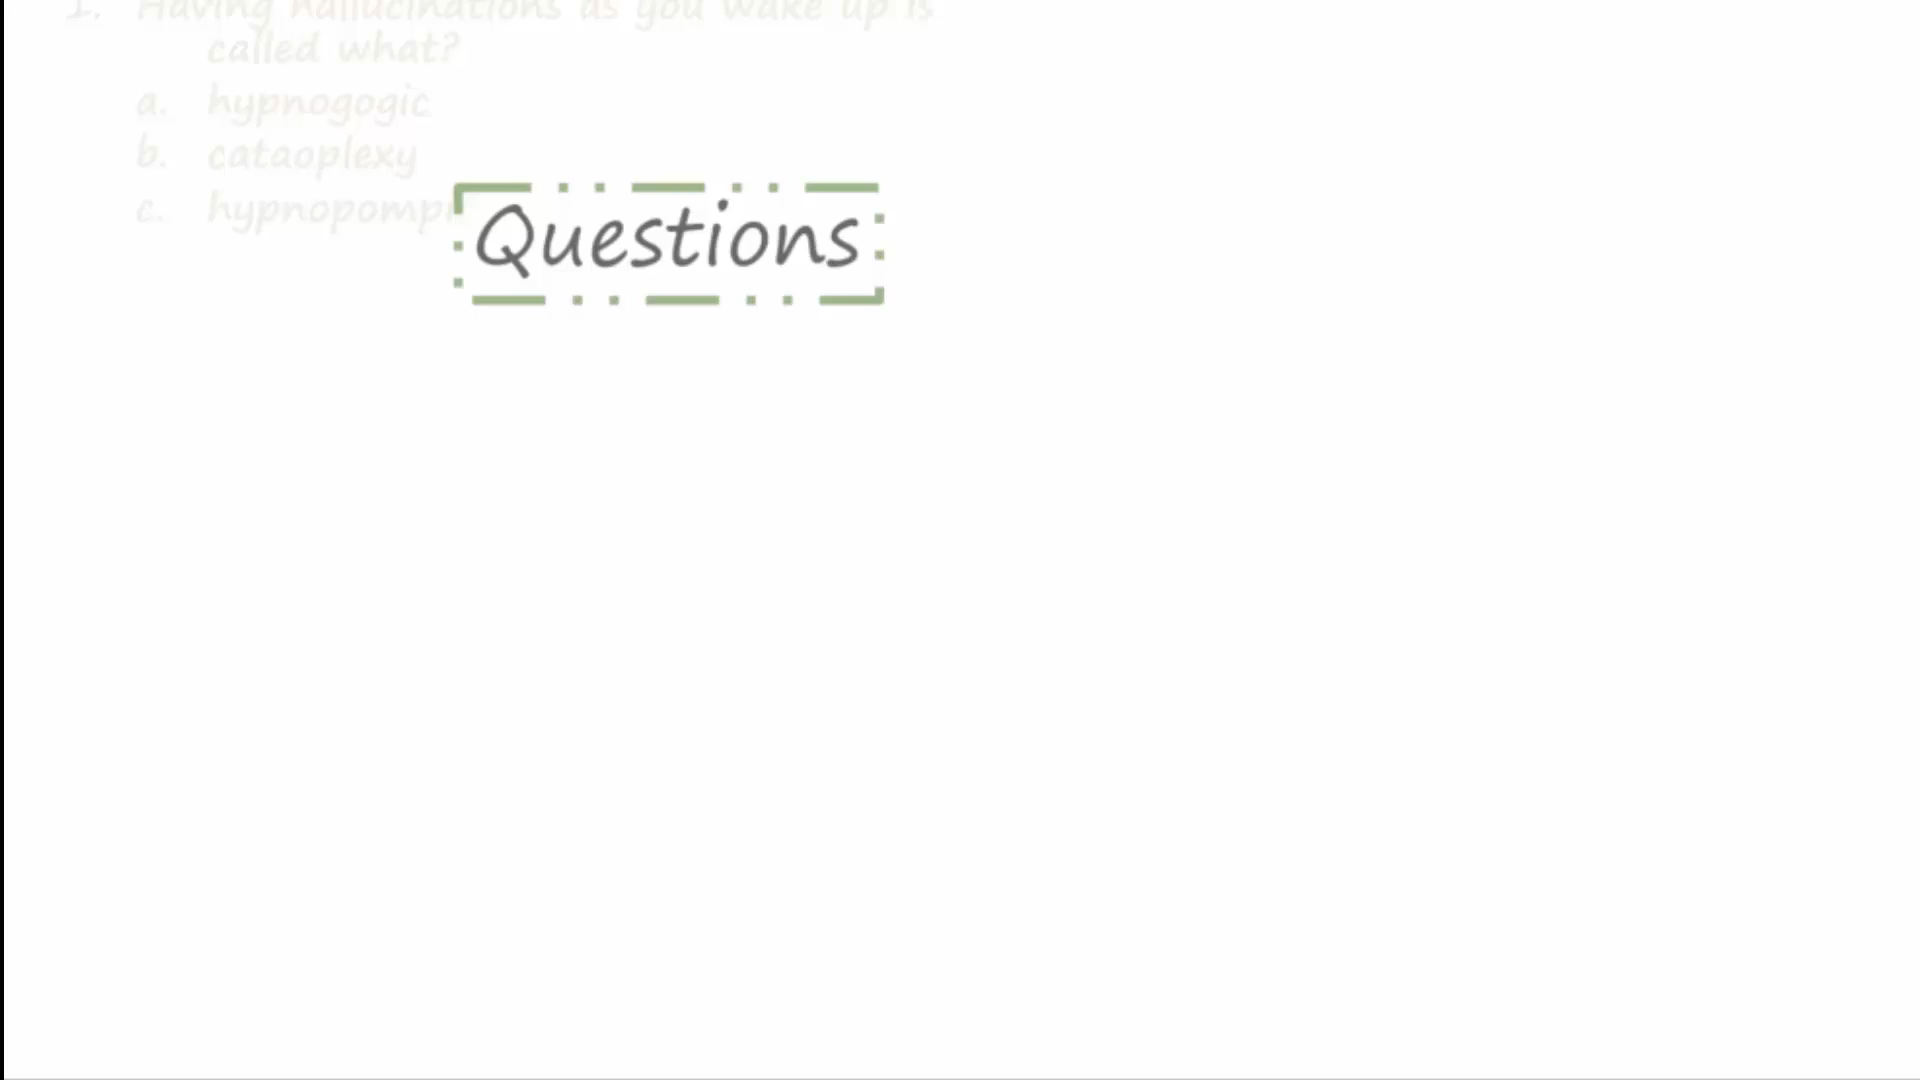 1. Having hallucinations as you wake up is
called what?
a. hypnogogic
b. cataoplexy
c.
Questions